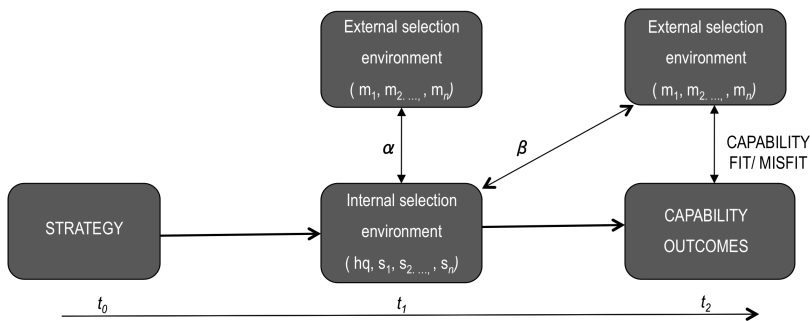 External selection
environment
( m₁, m₂. ...., , mₙ)
External selection
environment
( m₁, m₂. ...., , mₙ)
α
β
CAPABILITY
FIT/ MISFIT
STRATEGY
Internal selection
environment
( hq, s₁, s₂. ...., , sₙ)
CAPABILITY
OUTCOMES
t₀
t₁
t₂